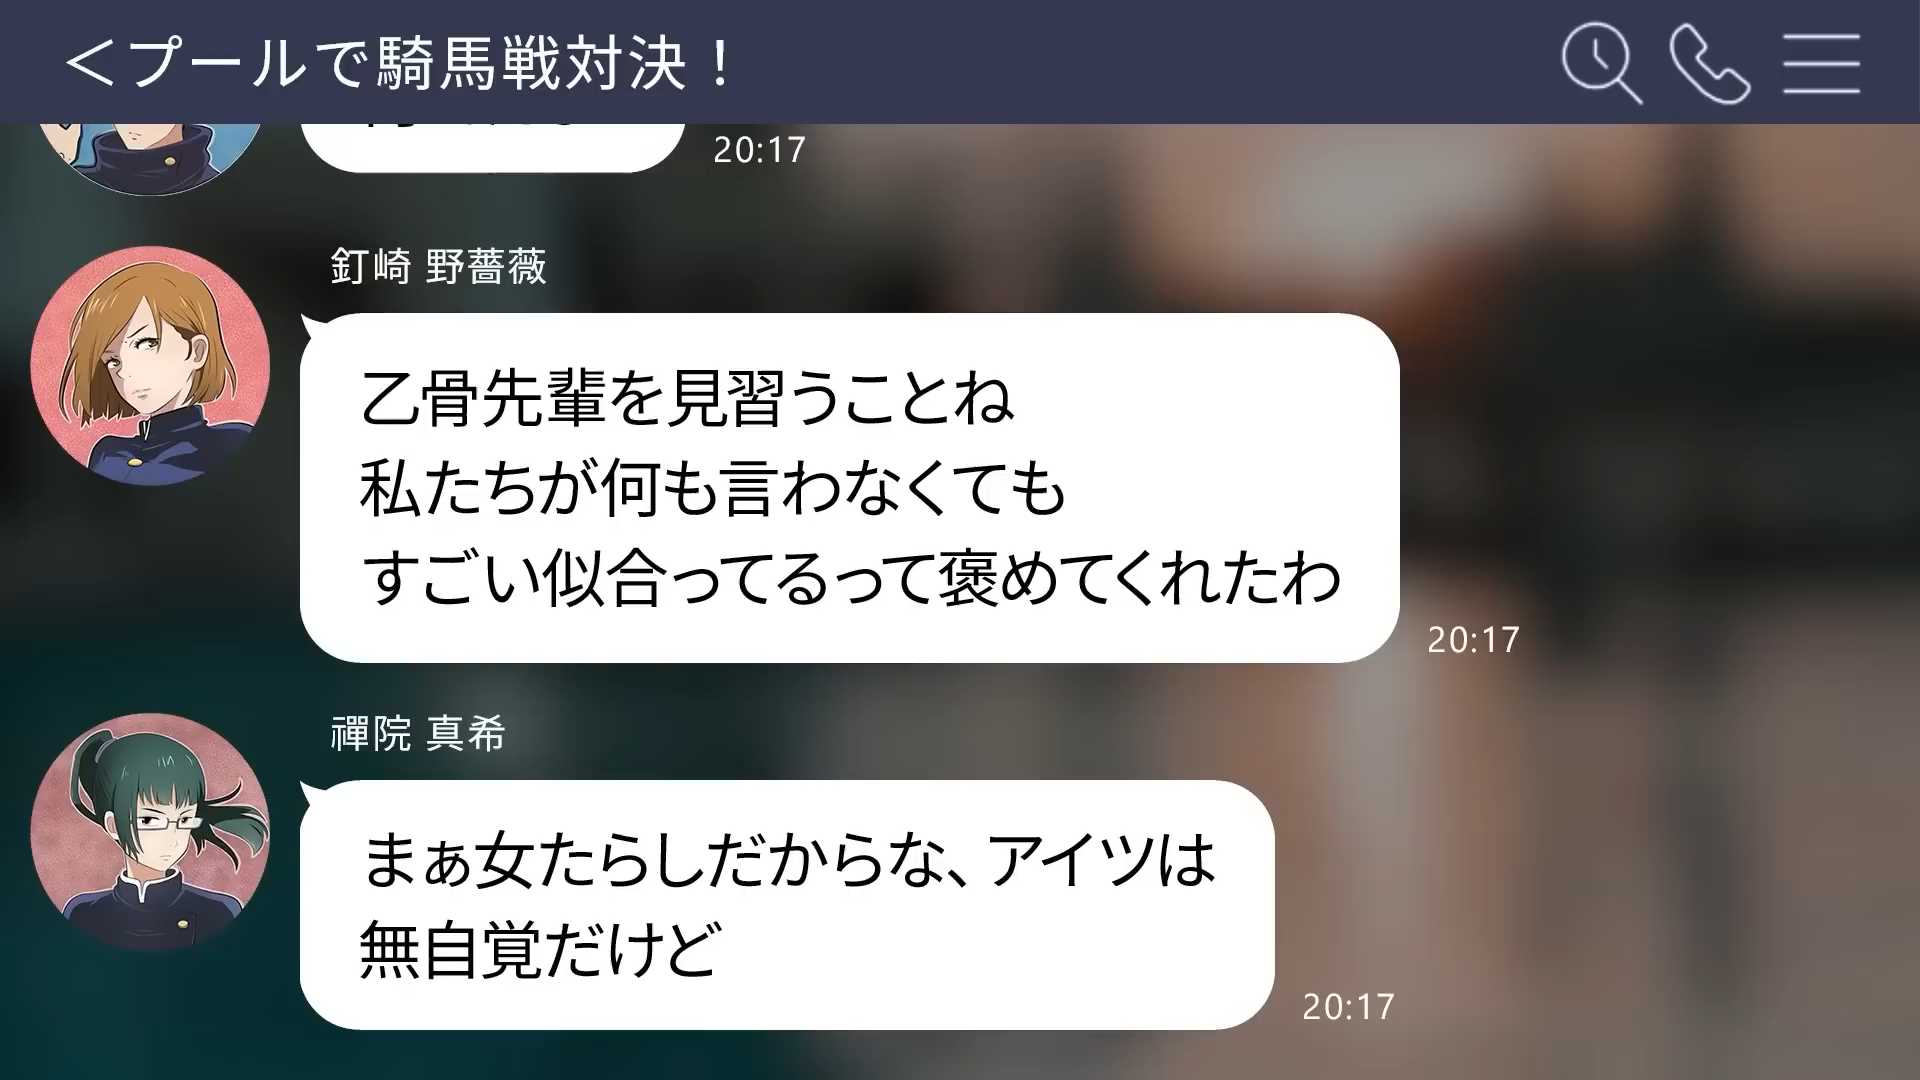 ＜プールで騎馬戦対決！
20:17
釘崎 野薔薇
乙骨先輩を見習うことね
私たちが何も言わなくても
すごい似合ってるって褒めてくれたわ
20:17
禪院 真希
まぁ女たらしだからな、アイツは
無自覚だけど
20:17